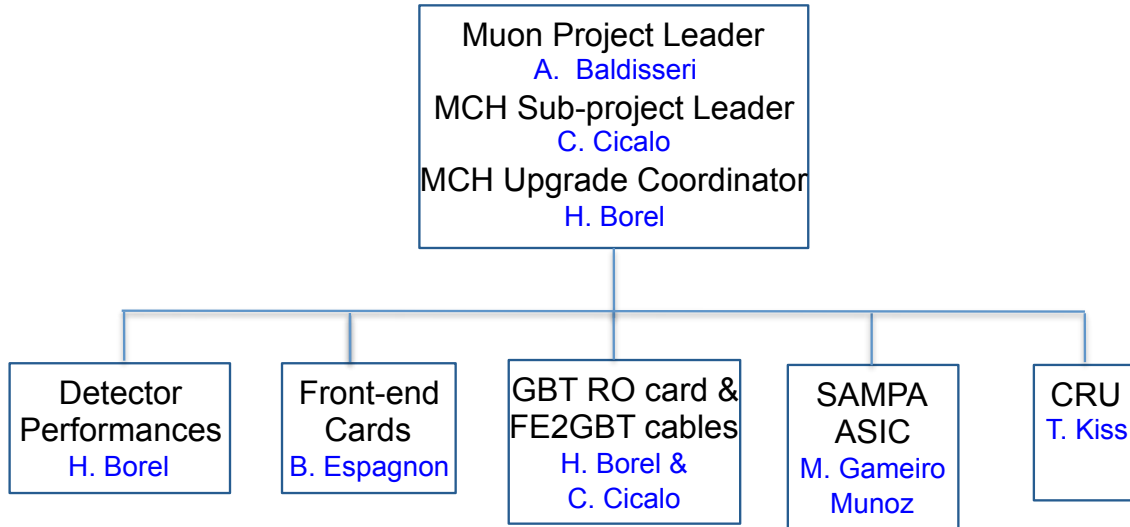 Muon Project Leader
A. Baldisseri
MCH Sub-project Leader
C. Cicalo
MCH Upgrade Coordinator
H. Borel
Detector
Performances
H. Borel
Front-end
Cards
B. Espagnon
GBT RO card &
FE2GBT cables
H. Borel &
C. Cicalo
SAMPA
ASIC
M. Gameiro
Munoz
CRU
T. Kiss